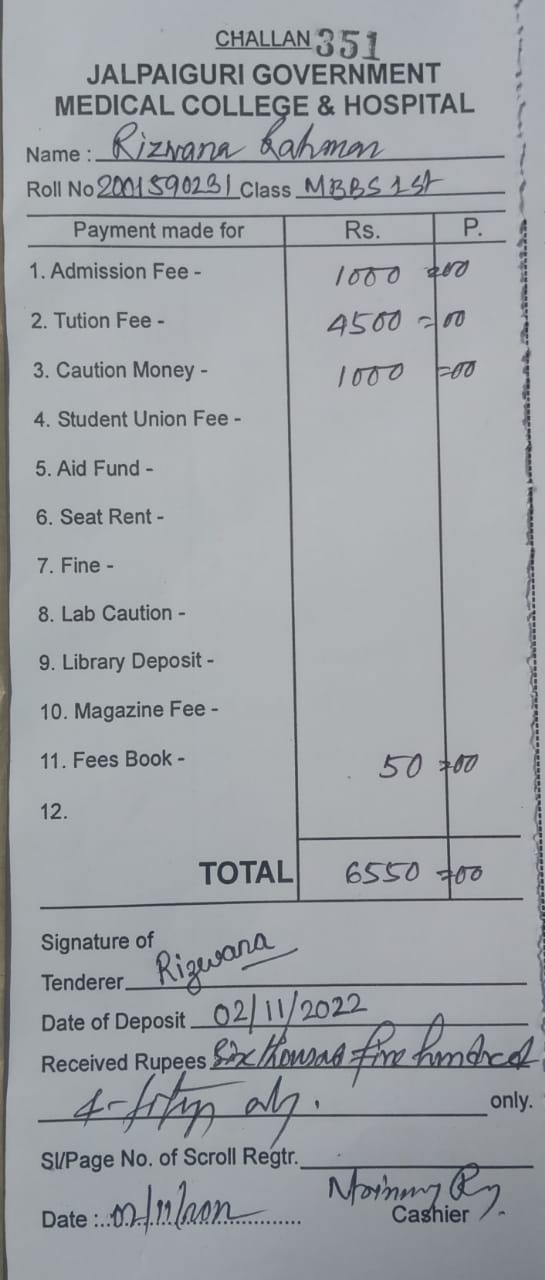 CHALLAN 351
JALPAIGURI GOVERNMENT
MEDICAL COLLEGE & HOSPITAL
Name : Rizwana Rahman
Roll No 2001590231 Class MBBS 1st
Payment made for Rs. P.
1. Admission Fee - 1000 =00
2. Tution Fee - 4500 =00
3. Caution Money - 1000 =00
4. Student Union Fee -
5. Aid Fund -
6. Seat Rent -
7. Fine -
8. Lab Caution -
9. Library Deposit -
10. Magazine Fee -
11. Fees Book - 50 =00
12.
TOTAL 6550 =00
Signature of
Tenderer Rizwana
Date of Deposit 02/11/2022
Received Rupees Six thousand five hundred
only.
Sl/Page No. of Scroll Regtr.
Date : 02/11/2022
Cashier